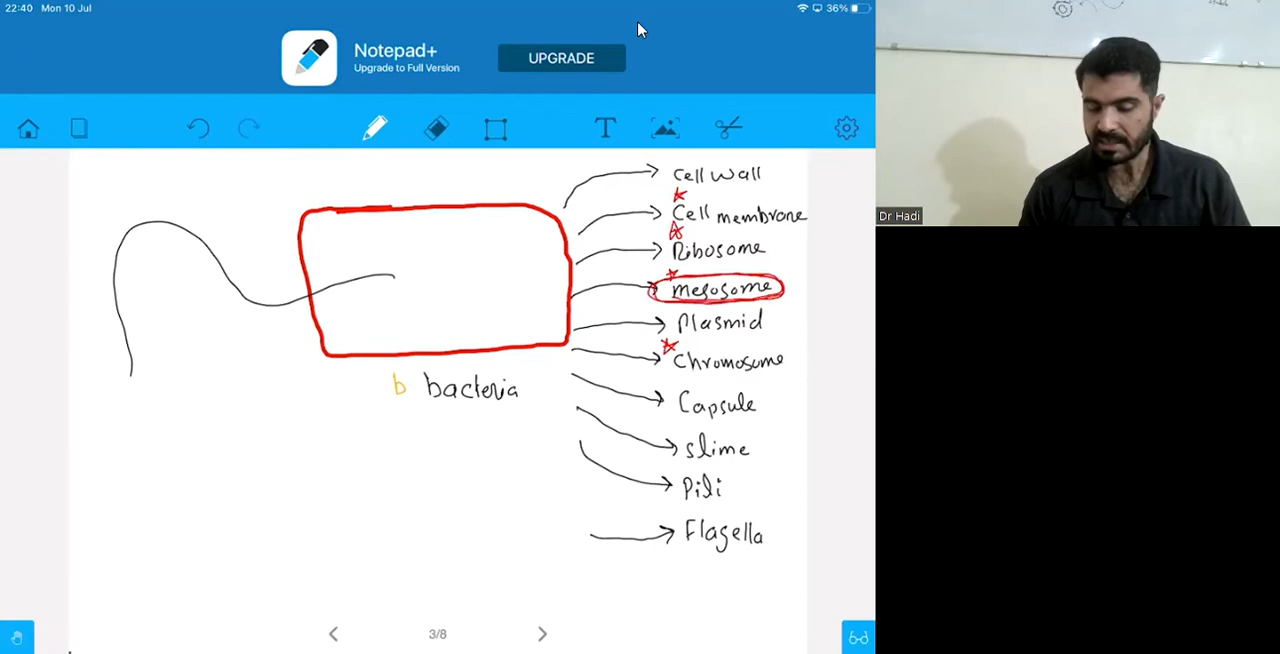 22:40 Mon 10 Jul
36%
Notepad+
Upgrade to Full Version
UPGRADE
T
Cell wall
Cell membrane
Ribosome
mesosome
Plasmid
Chromosome
Capsule
slime
Pili
Flagella
b bacteria
3/8
Dr Hadi